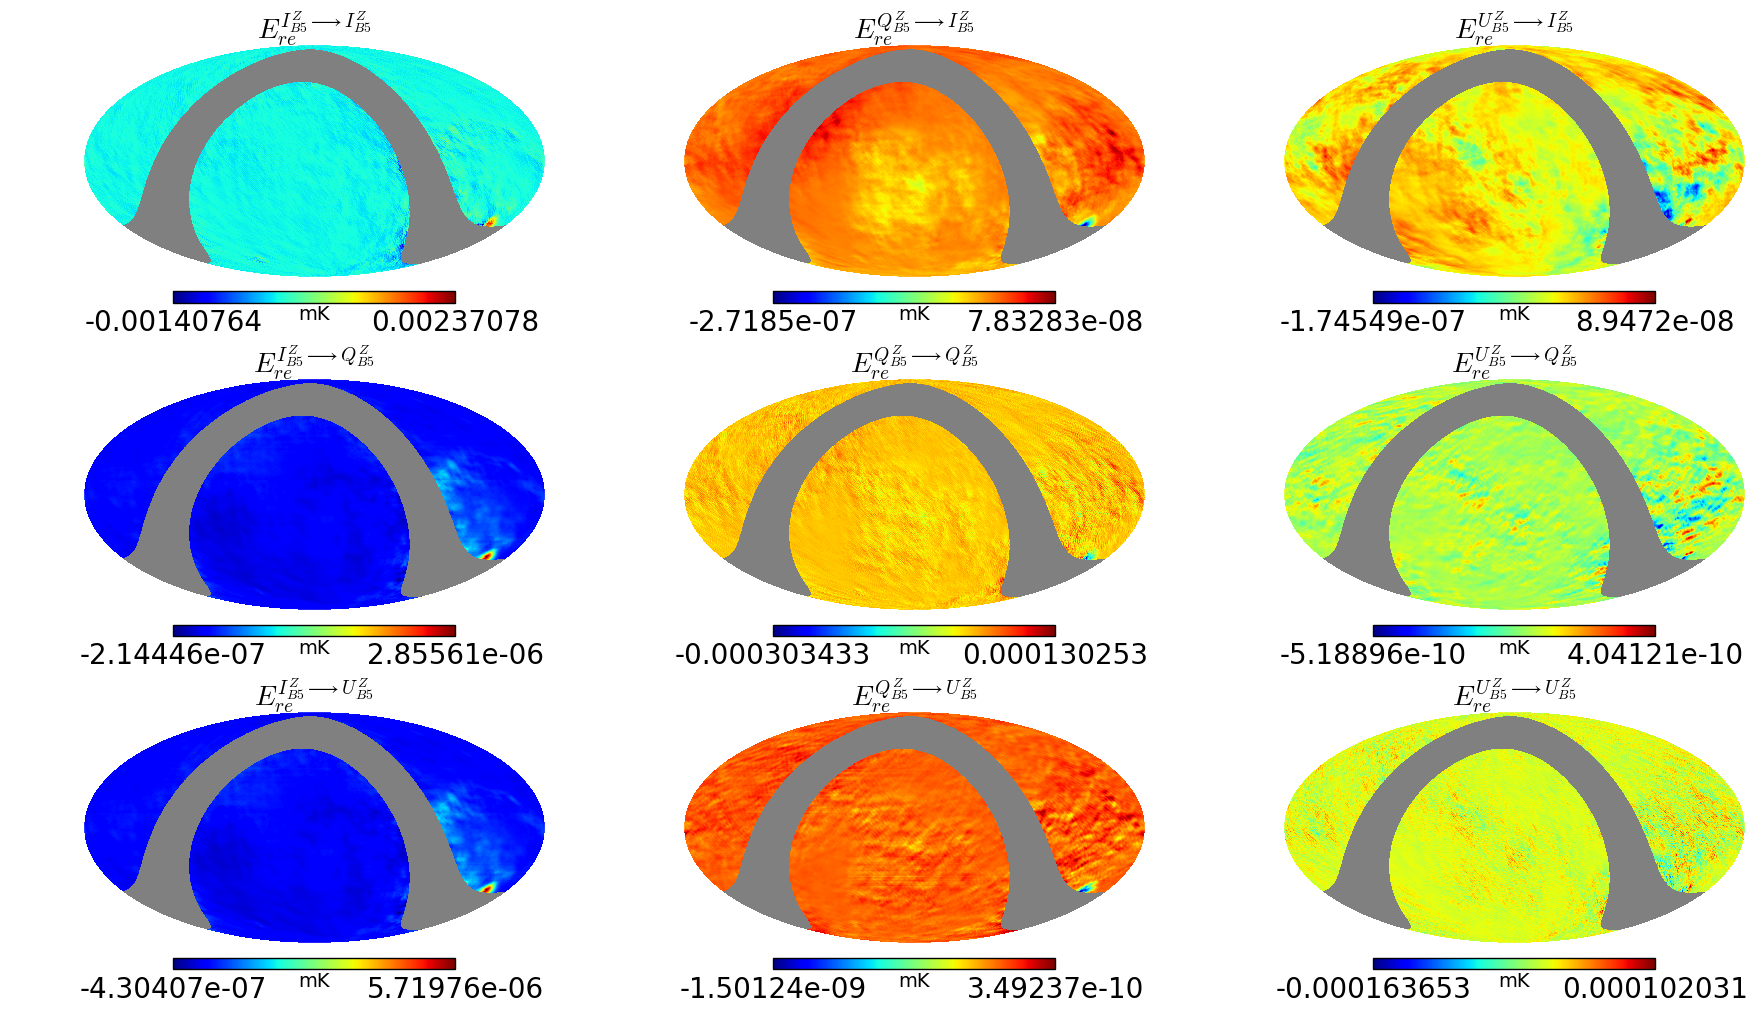 E_{re}^{I_{B5}^{Z} ⟶ I_{B5}^{Z}} E_{re}^{Q_{B5}^{Z} ⟶ I_{B5}^{Z}} E_{re}^{U_{B5}^{Z} ⟶ I_{B5}^{Z}}
mK mK mK
-0.00140764 0.00237078 -2.7185e-07 7.83283e-08 -1.74549e-07 8.9472e-08
E_{re}^{I_{B5}^{Z} ⟶ Q_{B5}^{Z}} E_{re}^{Q_{B5}^{Z} ⟶ Q_{B5}^{Z}} E_{re}^{U_{B5}^{Z} ⟶ Q_{B5}^{Z}}
mK mK mK
-2.14446e-07 2.85561e-06 -0.000303433 0.000130253 -5.18896e-10 4.04121e-10
E_{re}^{I_{B5}^{Z} ⟶ U_{B5}^{Z}} E_{re}^{Q_{B5}^{Z} ⟶ U_{B5}^{Z}} E_{re}^{U_{B5}^{Z} ⟶ U_{B5}^{Z}}
mK mK mK
-4.30407e-07 5.71976e-06 -1.50124e-09 3.49237e-10 -0.000163653 0.000102031